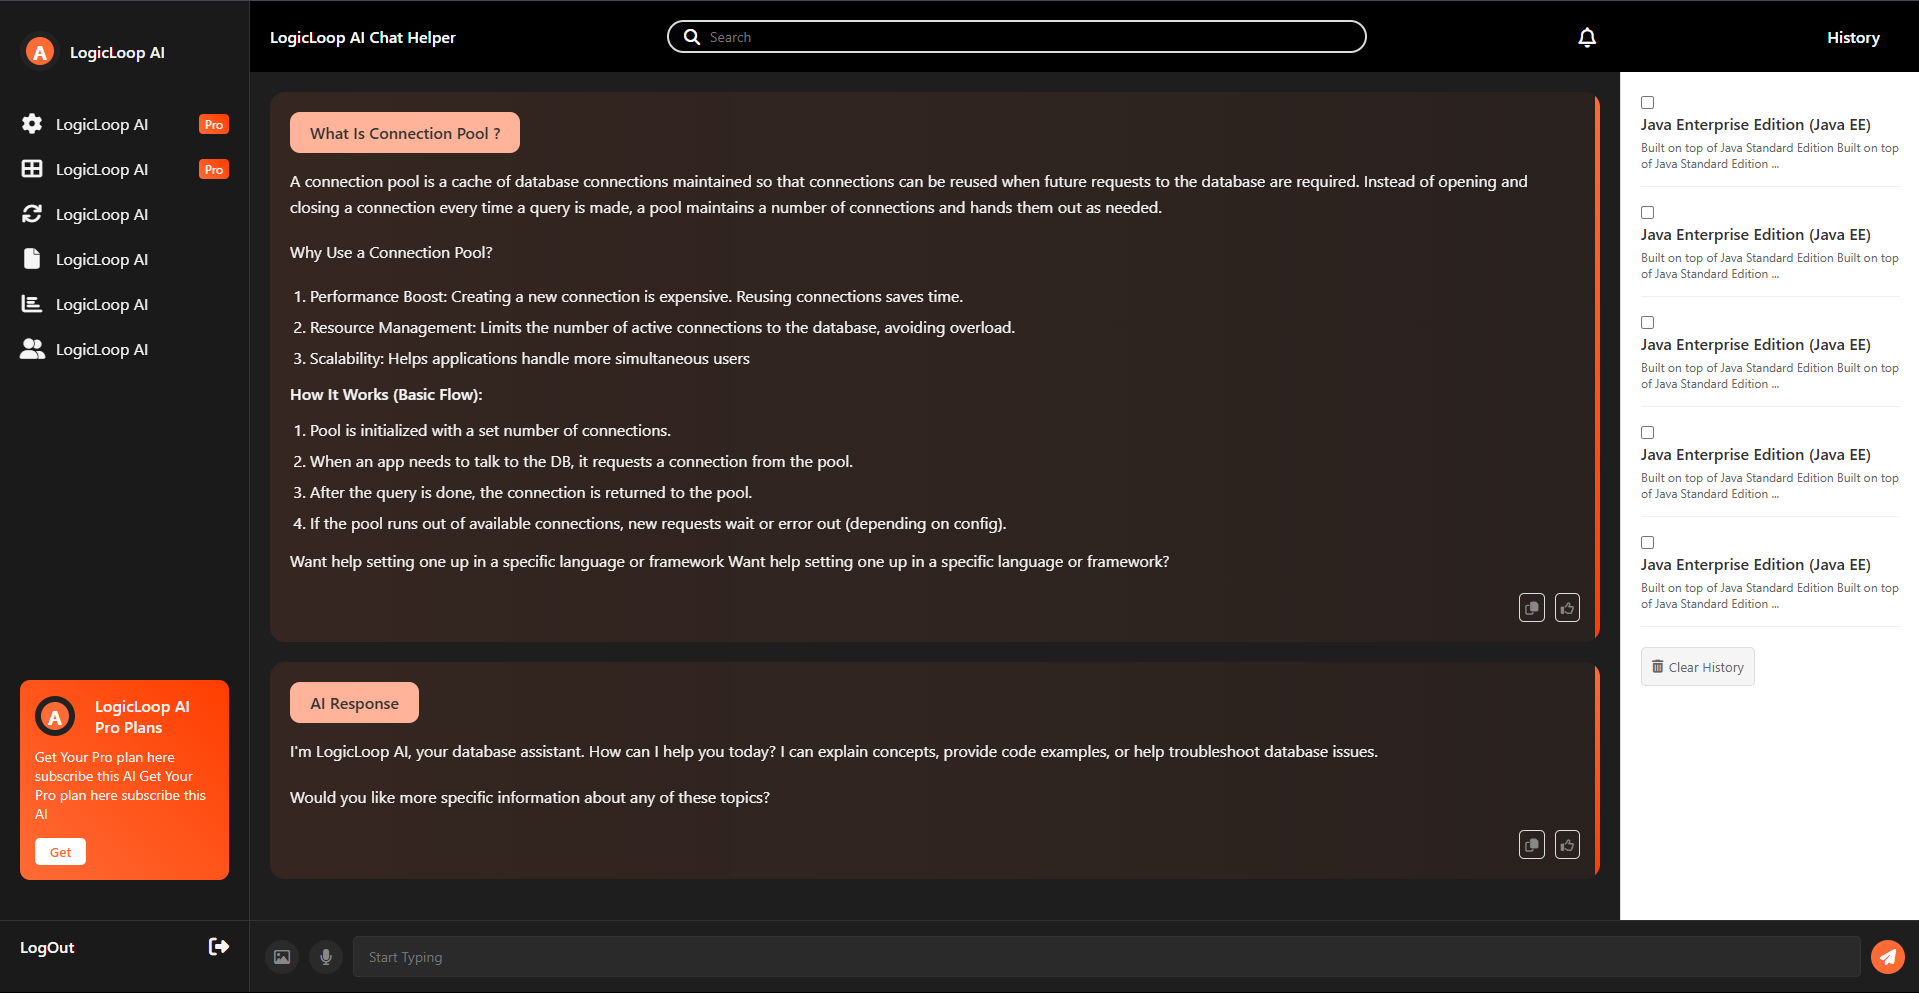 A
LogicLoop AI
LogicLoop AI Pro
LogicLoop AI Pro
LogicLoop AI
LogicLoop AI
LogicLoop AI
LogicLoop AI
A
LogicLoop AI
Pro Plans
Get Your Pro plan here
subscribe this AI Get Your
Pro plan here subscribe this
AI
Get
LogOut
LogicLoop AI Chat Helper
Search
History
What Is Connection Pool ?
A connection pool is a cache of database connections maintained so that connections can be reused when future requests to the database are required. Instead of opening and
closing a connection every time a query is made, a pool maintains a number of connections and hands them out as needed.
Why Use a Connection Pool?
1. Performance Boost: Creating a new connection is expensive. Reusing connections saves time.
2. Resource Management: Limits the number of active connections to the database, avoiding overload.
3. Scalability: Helps applications handle more simultaneous users
How It Works (Basic Flow):
1. Pool is initialized with a set number of connections.
2. When an app needs to talk to the DB, it requests a connection from the pool.
3. After the query is done, the connection is returned to the pool.
4. If the pool runs out of available connections, new requests wait or error out (depending on config).
Want help setting one up in a specific language or framework Want help setting one up in a specific language or framework?
AI Response
I'm LogicLoop AI, your database assistant. How can I help you today? I can explain concepts, provide code examples, or help troubleshoot database issues.
Would you like more specific information about any of these topics?
Start Typing
Java Enterprise Edition (Java EE)
Built on top of Java Standard Edition Built on top
of Java Standard Edition ...
Java Enterprise Edition (Java EE)
Built on top of Java Standard Edition Built on top
of Java Standard Edition ...
Java Enterprise Edition (Java EE)
Built on top of Java Standard Edition Built on top
of Java Standard Edition ...
Java Enterprise Edition (Java EE)
Built on top of Java Standard Edition Built on top
of Java Standard Edition ...
Java Enterprise Edition (Java EE)
Built on top of Java Standard Edition Built on top
of Java Standard Edition ...
Clear History